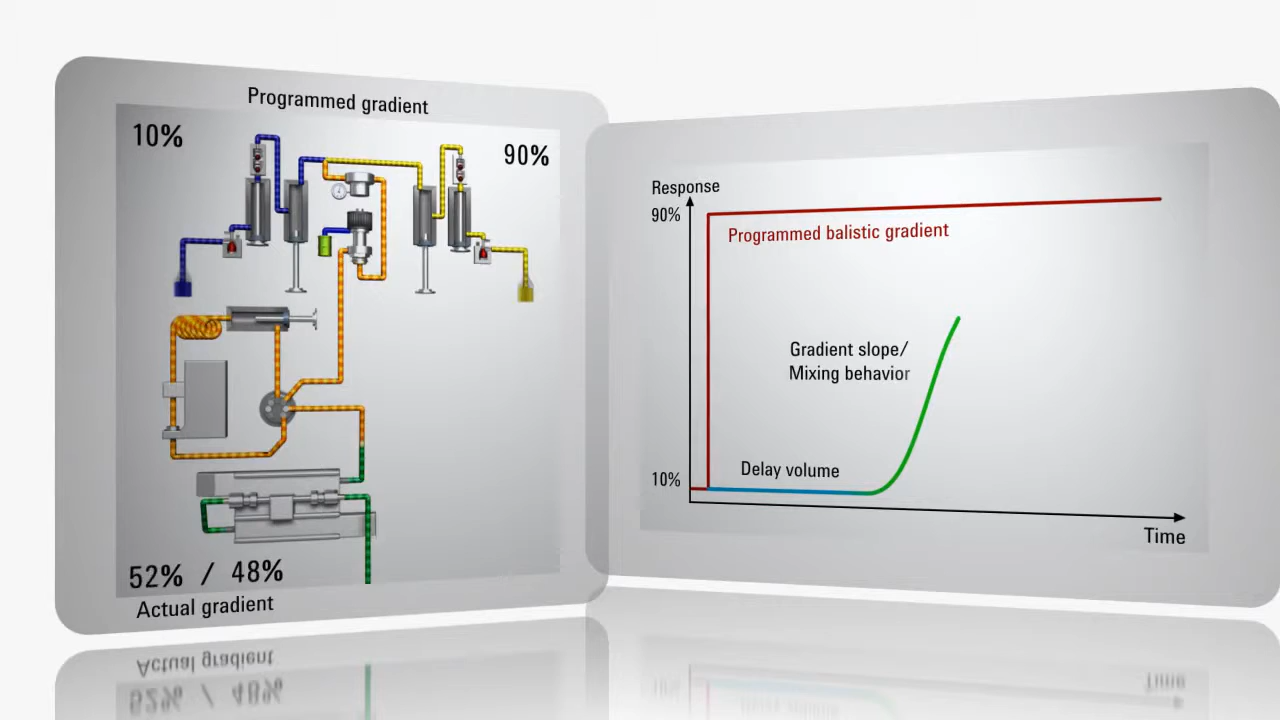 Programmed gradient
10%
90%
52% / 48%
Actual gradient
Response
90%
Programmed balistic gradient
Gradient slope/
Mixing behavior
Delay volume
10%
Time